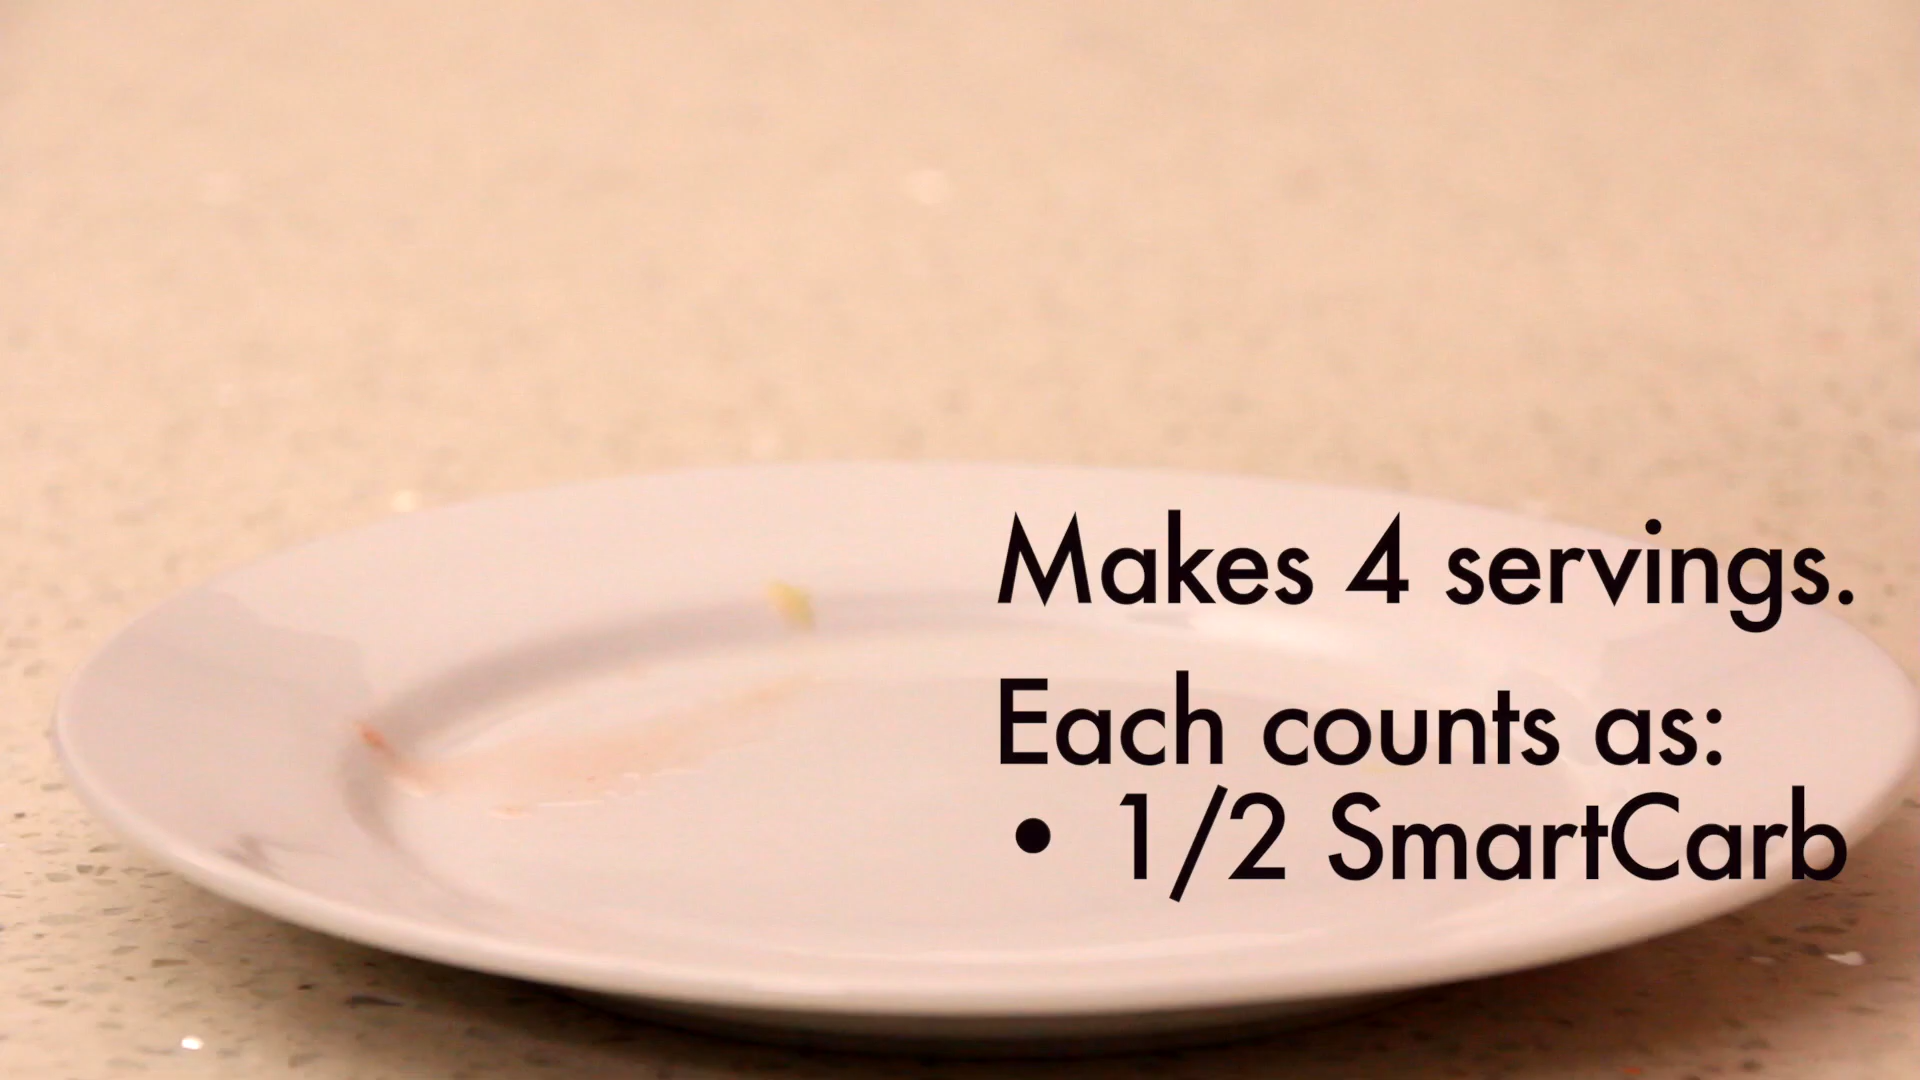 Makes 4 servings.
Each counts as:
• 1/2 SmartCarb